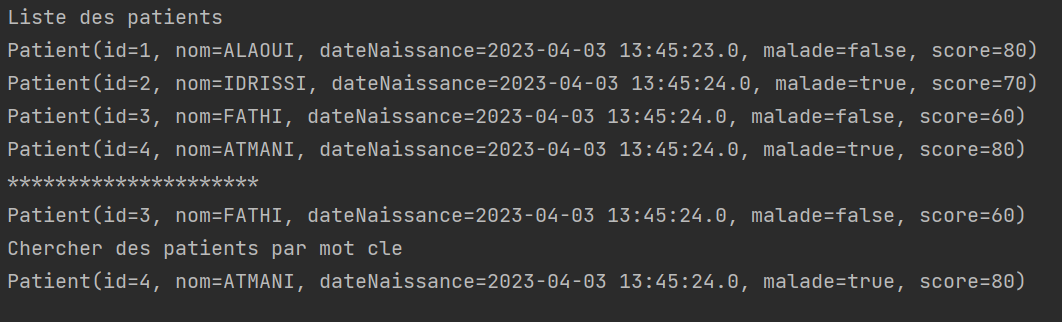 Liste des patients
Patient(id=1, nom=ALAOUI, dateNaissance=2023-04-03 13:45:23.0, malade=false, score=80)
Patient(id=2, nom=IDRISSI, dateNaissance=2023-04-03 13:45:24.0, malade=true, score=70)
Patient(id=3, nom=FATHI, dateNaissance=2023-04-03 13:45:24.0, malade=false, score=60)
Patient(id=4, nom=ATMANI, dateNaissance=2023-04-03 13:45:24.0, malade=true, score=80)
*********************
Patient(id=3, nom=FATHI, dateNaissance=2023-04-03 13:45:24.0, malade=false, score=60)
Chercher des patients par mot cle
Patient(id=4, nom=ATMANI, dateNaissance=2023-04-03 13:45:24.0, malade=true, score=80)